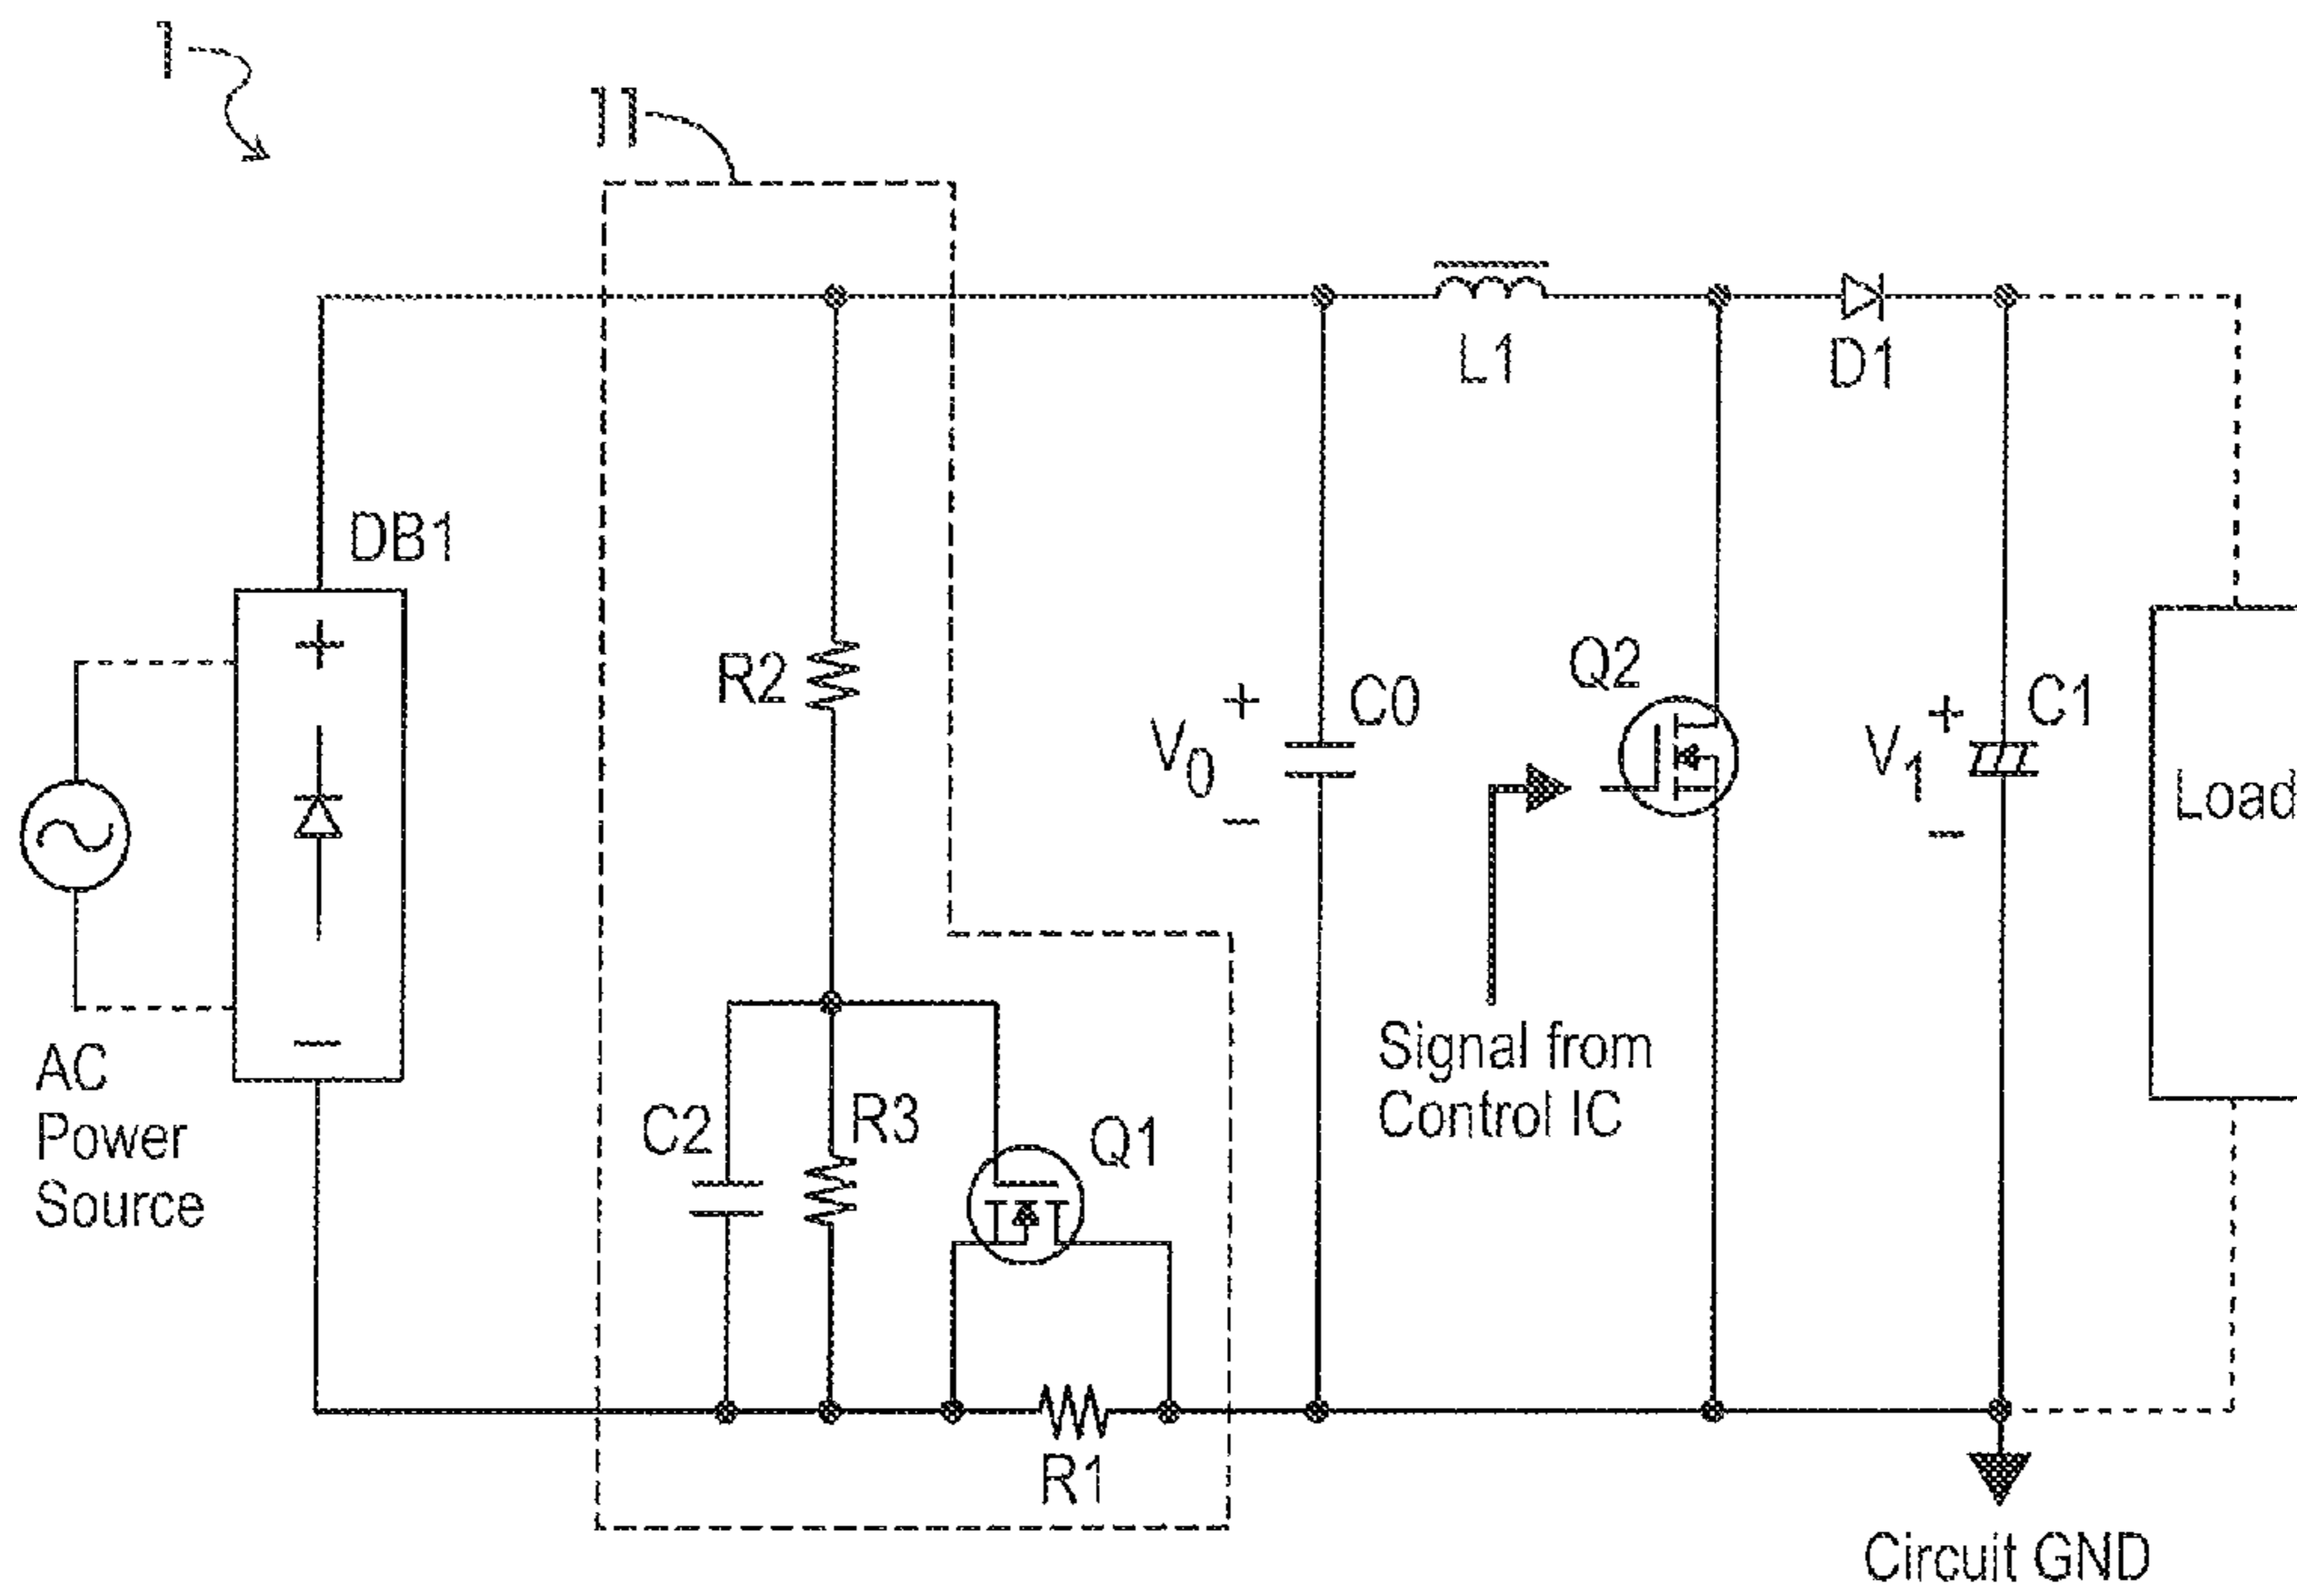 1
11
L1
D1
DB1
+
R2
Q2
+
C0
+
C1
V0
V1
Load
−
−
−
AC
Power
Source
Signal from
Control IC
C2
R3
Q1
R1
Circuit GND